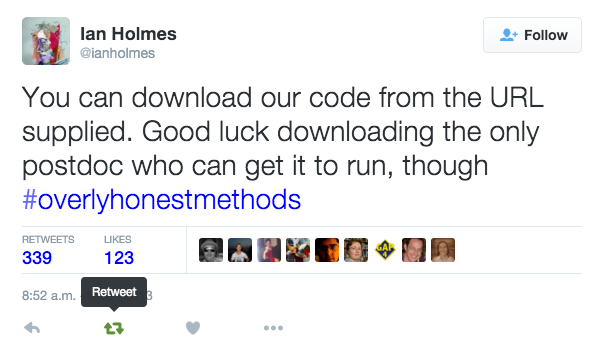 Ian Holmes
@ianholmes
Follow
You can download our code from the URL
supplied. Good luck downloading the only
postdoc who can get it to run, though
#overlyhonestmethods
RETWEETS LIKES
339 123
GAP
8:52 a.m. 3
Retweet